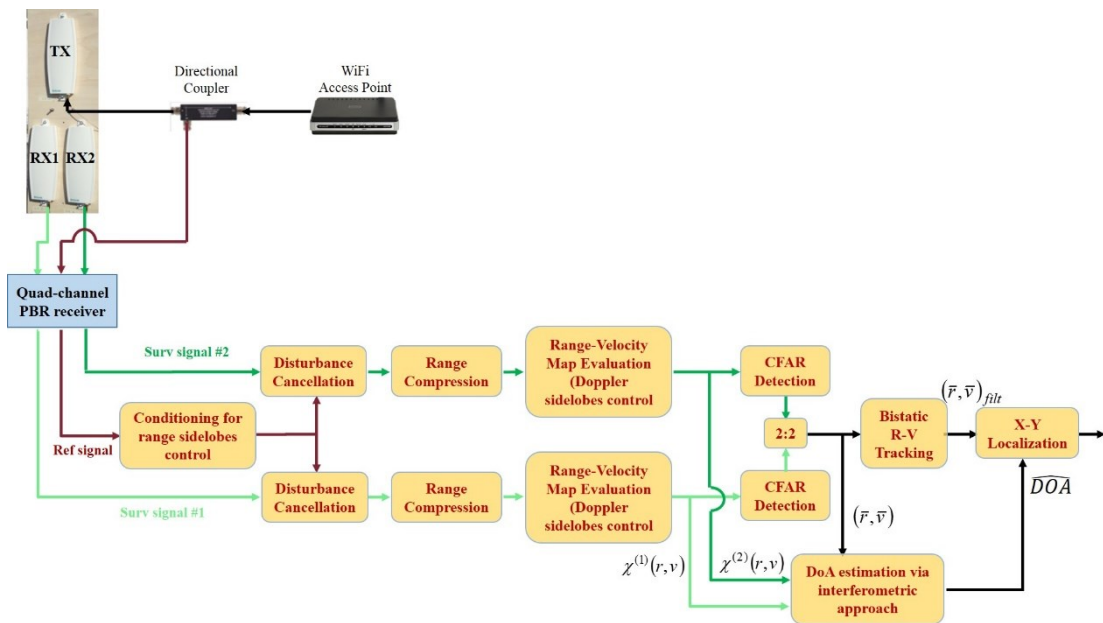 TX
Directional
Coupler
WiFi
Access Point
RX1
RX2
Quad-channel
PBR receiver
Surv signal #2
Disturbance
Cancellation
Range
Compression
Range-Velocity
Map Evaluation
(Doppler
sidelobes control
CFAR
Detection
Ref signal
Conditioning for
range sidelobes
control
2:2
Bistatic
R-V
Tracking
(r̄, v̄)filt
X-Y
Localization
Surv signal #1
Disturbance
Cancellation
Range
Compression
Range-Velocity
Map Evaluation
(Doppler
sidelobes control
CFAR
Detection
(r̄, v̄)
D̂OA
χ⁽¹⁾(r,v)
χ⁽²⁾(r,v)
DoA estimation via
interferometric
approach